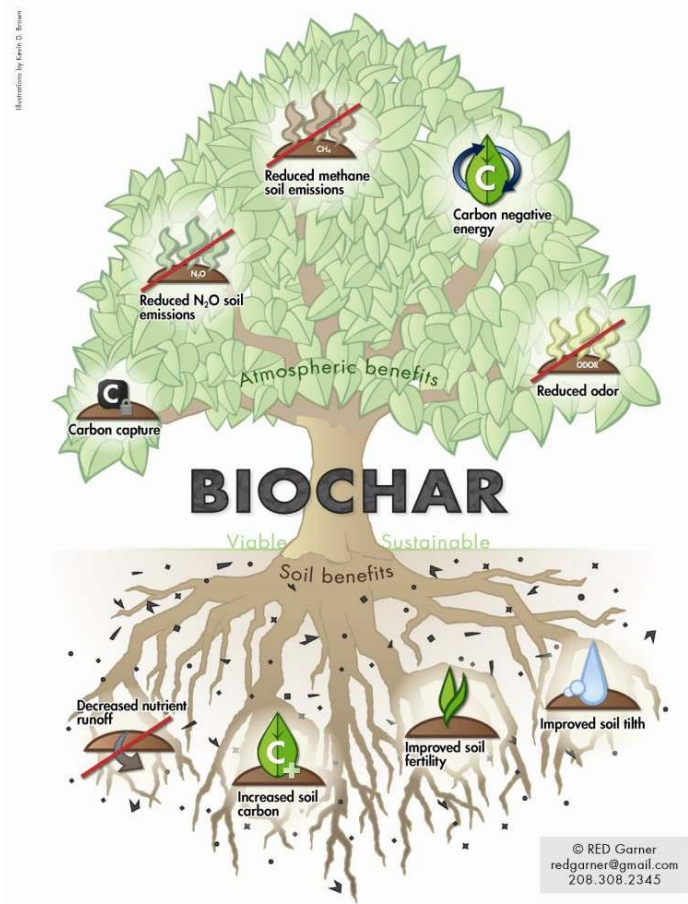 Illustrations by Kevin D. Brown
CH₄
Reduced methane
soil emissions
C
Carbon negative
energy
N₂O
Reduced N₂O soil
emissions
ODOR
Reduced odor
Atmospheric benefits
C
Carbon capture
BIOCHAR
Viable
Sustainable
Soil benefits
Decreased nutrient
runoff
C
Increased soil
carbon
Improved soil
fertility
Improved soil tilth
© RED Garner
redgarner@gmail.com
208.308.2345